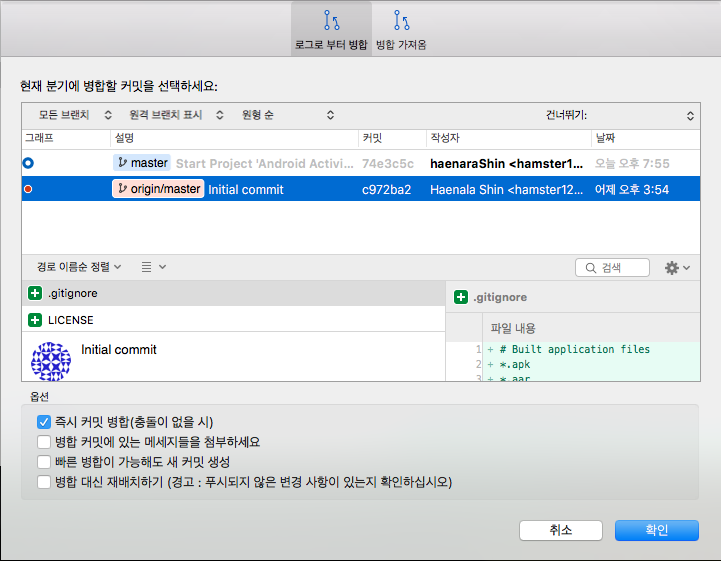 로그로 부터 병합 병합 가져옴
현재 분기에 병합할 커밋을 선택하세요:
모든 브랜치 원격 브랜치 표시 원형 순 건너뛰기:
그래프 설명 커밋 작성자 날짜
master Start Project 'Android Activi... 74e3c5c haenaraShin <hamster1... 오늘 오후 7:55
origin/master Initial commit c972ba2 Haenala Shin <hamster12... 어제 오후 3:54
경로 이름순 정렬 검색
.gitignore .gitignore
LICENSE 파일 내용
Initial commit 1 + # Built application files
2 + *.apk
3 + *.aar
옵션
즉시 커밋 병합(충돌이 없을 시)
병합 커밋에 있는 메세지들을 첨부하세요
빠른 병합이 가능해도 새 커밋 생성
병합 대신 재배치하기 (경고 : 푸시되지 않은 변경 사항이 있는지 확인하십시오)
취소 확인